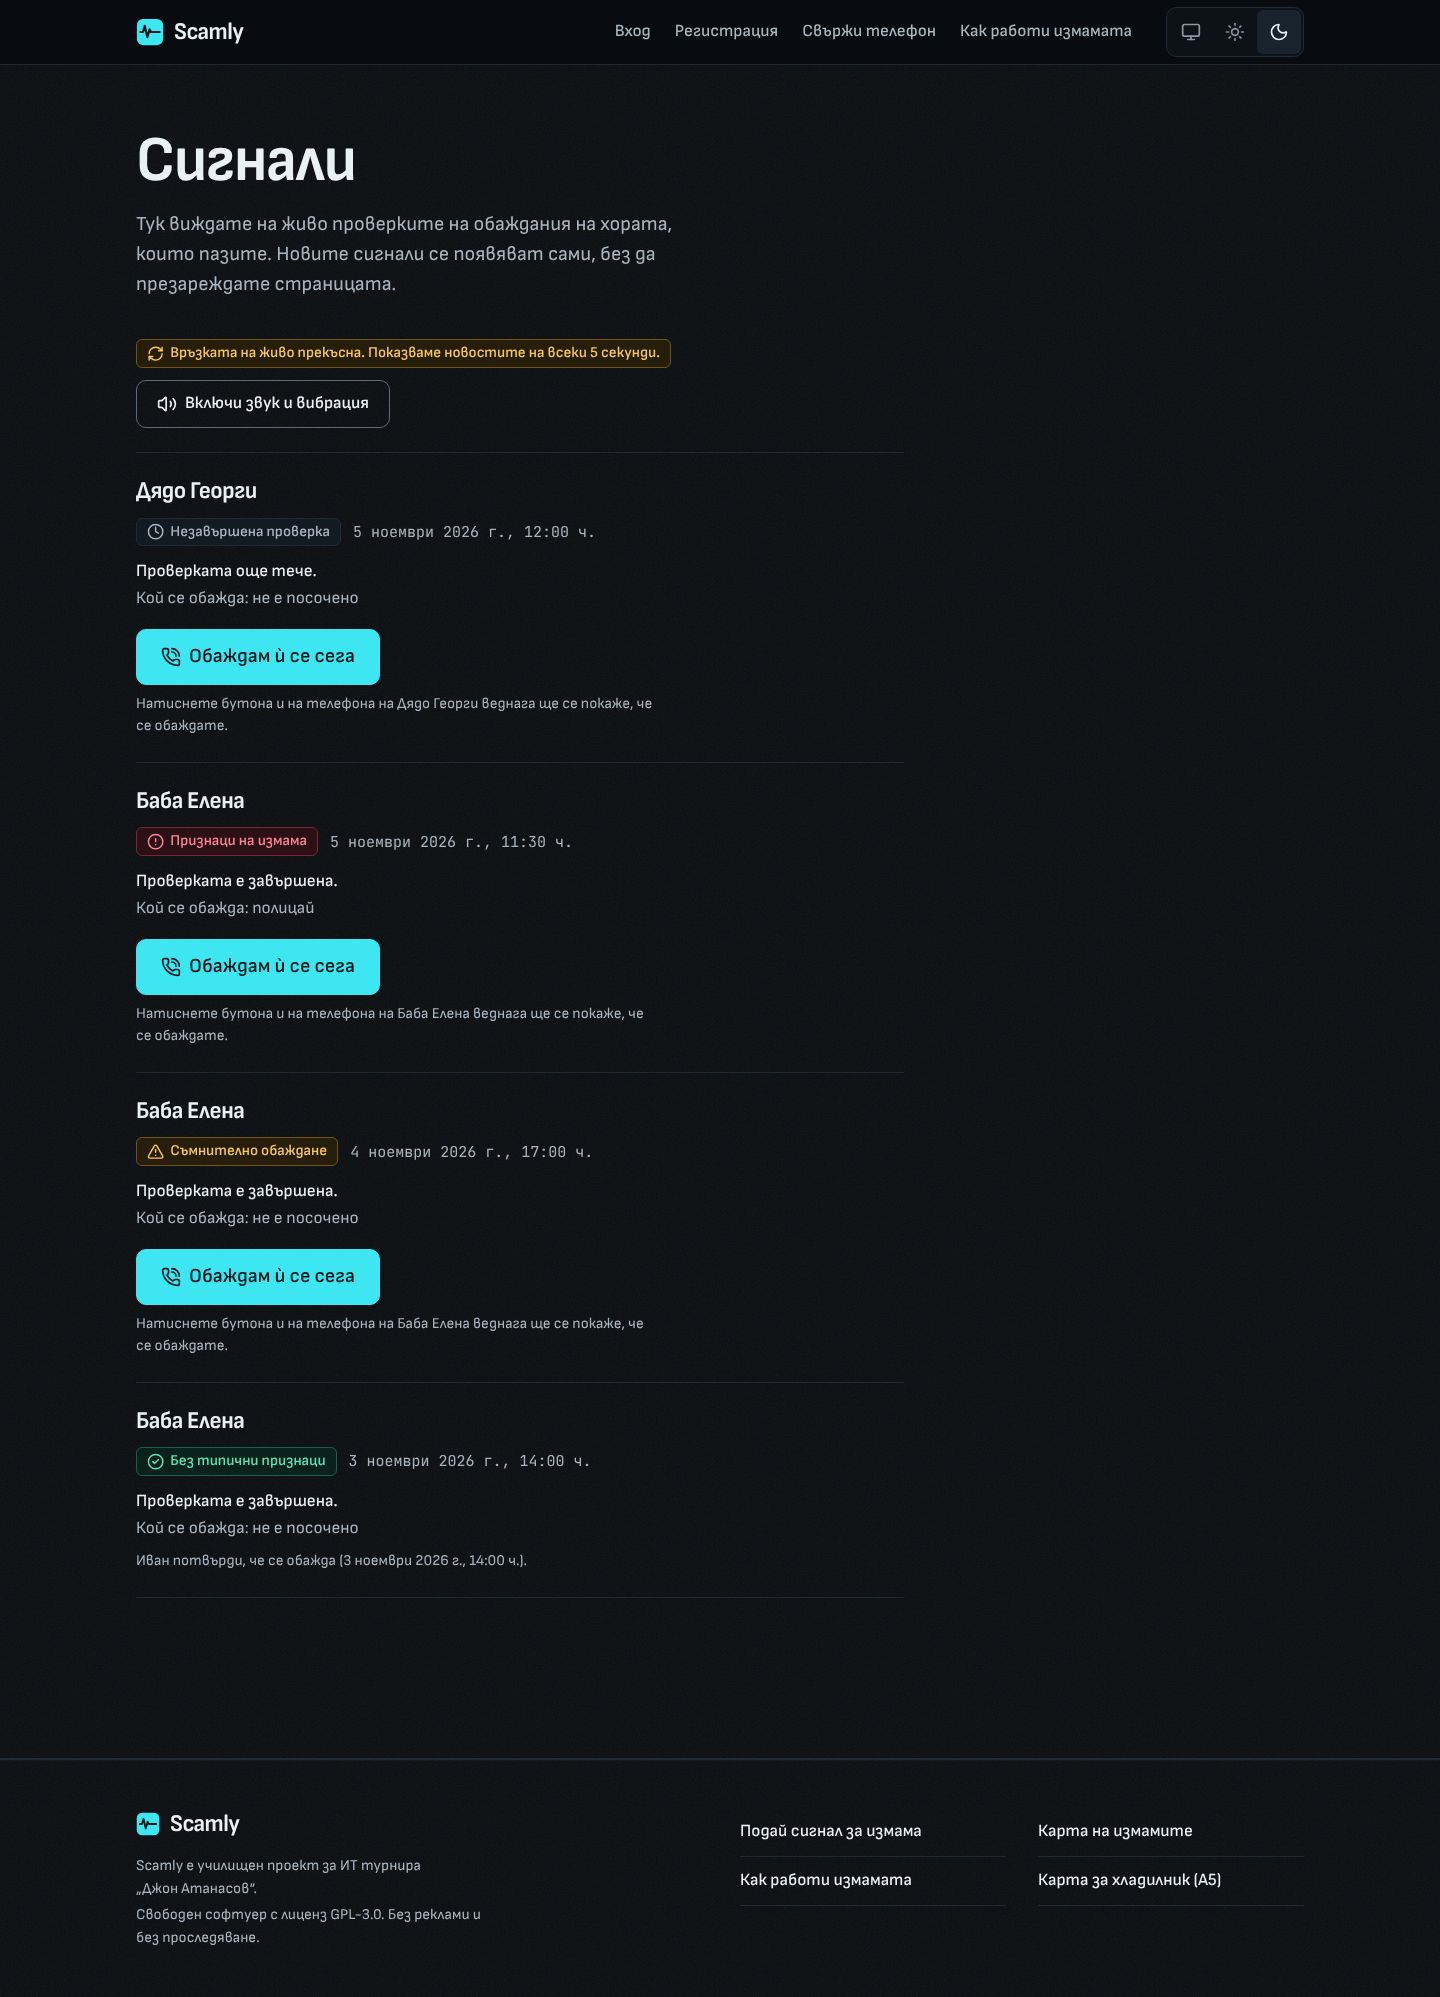 Scamly
Вход
Регистрация
Свържи телефон
Как работи измамата
Сигнали
Тук виждате на живо проверките на обаждания на хората,
които пазите. Новите сигнали се появяват сами, без да
презареждате страницата.
Връзката на живо прекъсна. Показваме новостите на всеки 5 секунди.
Включи звук и вибрация
Дядо Георги
Незавършена проверка 5 ноември 2026 г., 12:00 ч.
Проверката още тече.
Кой се обажда: не е посочено
Обаждам ѝ се сега
Натиснете бутона и на телефона на Дядо Георги веднага ще се покаже, че
се обаждате.
Баба Елена
Признаци на измама 5 ноември 2026 г., 11:30 ч.
Проверката е завършена.
Кой се обажда: полицай
Обаждам ѝ се сега
Натиснете бутона и на телефона на Баба Елена веднага ще се покаже, че
се обаждате.
Баба Елена
Съмнително обаждане 4 ноември 2026 г., 17:00 ч.
Проверката е завършена.
Кой се обажда: не е посочено
Обаждам ѝ се сега
Натиснете бутона и на телефона на Баба Елена веднага ще се покаже, че
се обаждате.
Баба Елена
Без типични признаци 3 ноември 2026 г., 14:00 ч.
Проверката е завършена.
Кой се обажда: не е посочено
Иван потвърди, че се обажда (3 ноември 2026 г., 14:00 ч.).
Scamly
Scamly е училищен проект за ИТ турнира
„Джон Атанасов“.
Свободен софтуер с лиценз GPL-3.0. Без реклами и
без проследяване.
Подай сигнал за измама
Карта на измамите
Как работи измамата
Карта за хладилник (A5)